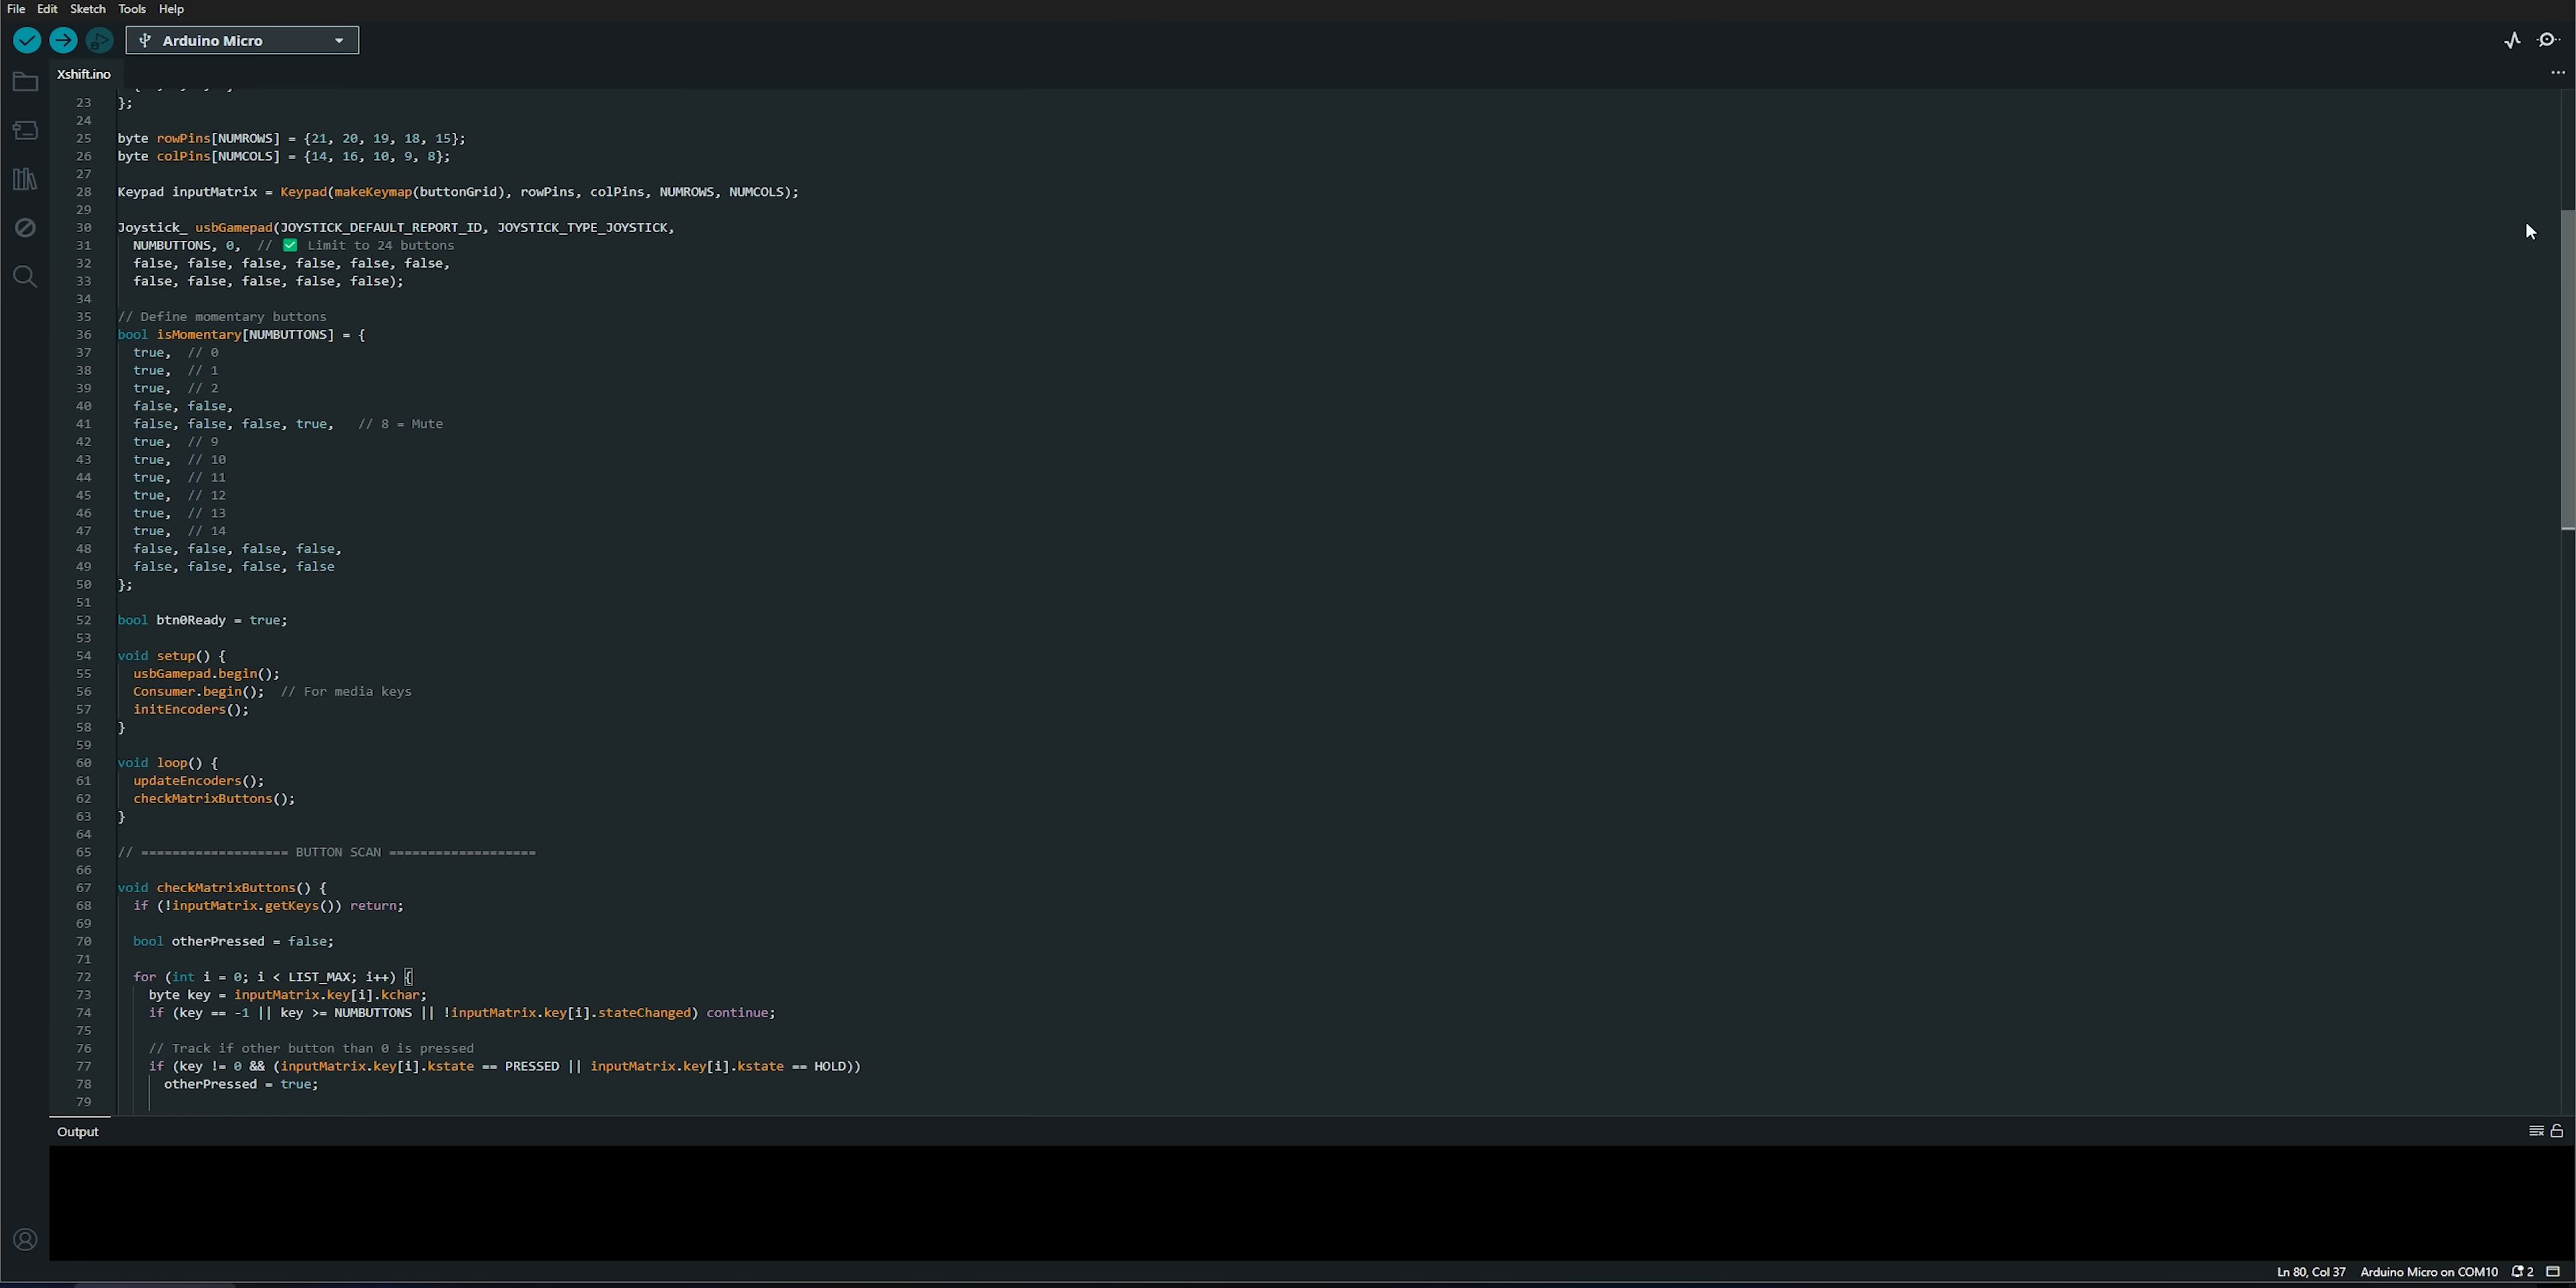 File Edit Sketch Tools Help
Arduino Micro
Xshift.ino
23 };
24
25 byte rowPins[NUMROWS] = {21, 20, 19, 18, 15};
26 byte colPins[NUMCOLS] = {14, 16, 10, 9, 8};
27
28 Keypad inputMatrix = Keypad(makeKeymap(buttonGrid), rowPins, colPins, NUMROWS, NUMCOLS);
29
30 Joystick_ usbGamepad(JOYSTICK_DEFAULT_REPORT_ID, JOYSTICK_TYPE_JOYSTICK,
31   NUMBUTTONS, 0,  // ✅ Limit to 24 buttons
32   false, false, false, false, false, false,
33   false, false, false, false, false);
34
35 // Define momentary buttons
36 bool isMomentary[NUMBUTTONS] = {
37   true,  // 0
38   true,  // 1
39   true,  // 2
40   false, false,
41   false, false, false, true,   // 8 = Mute
42   true,  // 9
43   true,  // 10
44   true,  // 11
45   true,  // 12
46   true,  // 13
47   true,  // 14
48   false, false, false, false,
49   false, false, false, false
50 };
51
52 bool btn0Ready = true;
53
54 void setup() {
55   usbGamepad.begin();
56   Consumer.begin();  // For media keys
57   initEncoders();
58 }
59
60 void loop() {
61   updateEncoders();
62   checkMatrixButtons();
63 }
64
65 // =================== BUTTON SCAN ===================
66
67 void checkMatrixButtons() {
68   if (!inputMatrix.getKeys()) return;
69
70   bool otherPressed = false;
71
72   for (int i = 0; i < LIST_MAX; i++) {
73     byte key = inputMatrix.key[i].kchar;
74     if (key == -1 || key >= NUMBUTTONS || !inputMatrix.key[i].stateChanged) continue;
75
76     // Track if other button than 0 is pressed
77     if (key != 0 && (inputMatrix.key[i].kstate == PRESSED || inputMatrix.key[i].kstate == HOLD))
78       otherPressed = true;
79
Output
Ln 80, Col 37 Arduino Micro on COM10 2